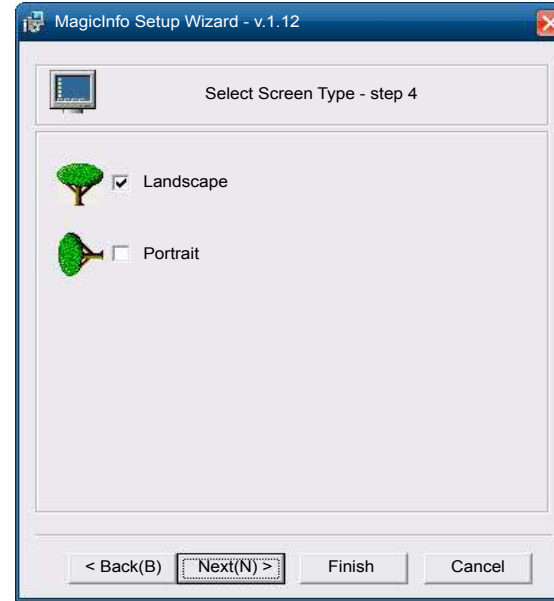 MagicInfo Setup Wizard - v.1.12
Select Screen Type - step 4
Landscape
Portrait
< Back(B) Next(N) > Finish Cancel